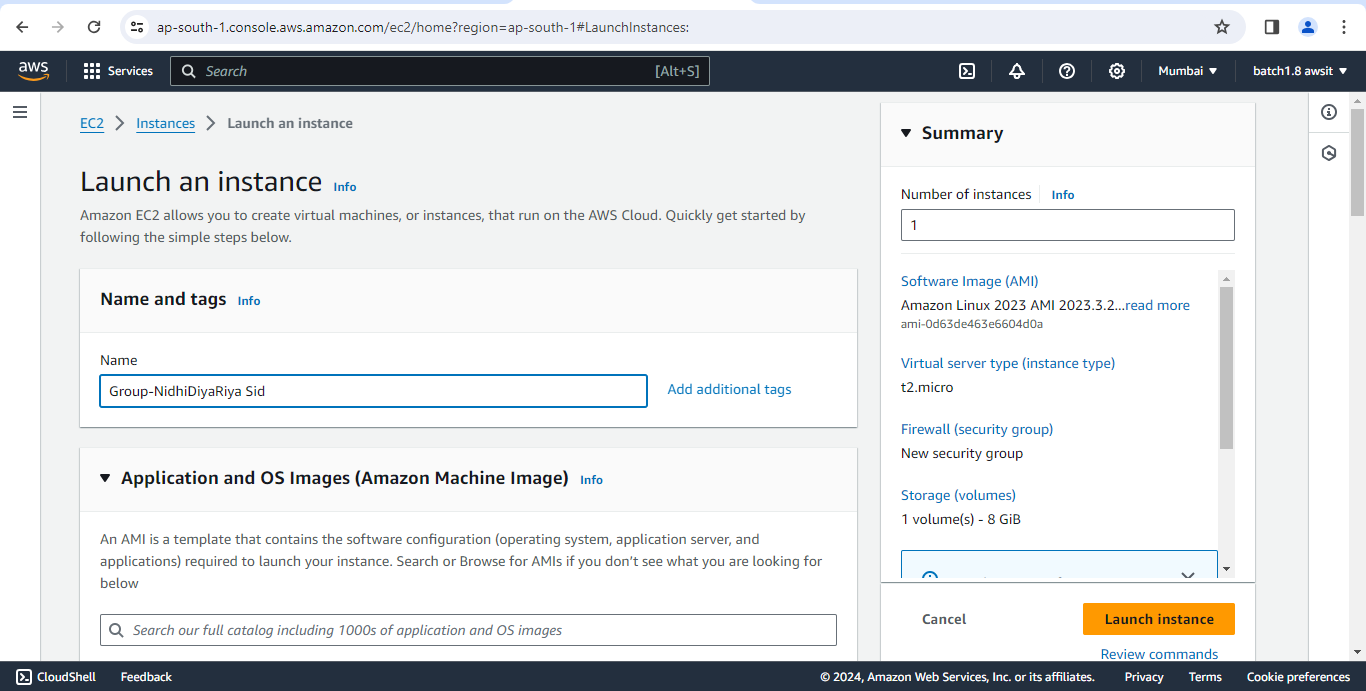 ap-south-1.console.aws.amazon.com/ec2/home?region=ap-south-1#LaunchInstances:
aws
Services
Search
[Alt+S]
Mumbai
batch1.8 awsit
EC2
Instances
Launch an instance
Launch an instance Info
Amazon EC2 allows you to create virtual machines, or instances, that run on the AWS Cloud. Quickly get started by
following the simple steps below.
Name and tags Info
Name
Group-NidhiDiyaRiya Sid
Add additional tags
Application and OS Images (Amazon Machine Image) Info
An AMI is a template that contains the software configuration (operating system, application server, and
applications) required to launch your instance. Search or Browse for AMIs if you don’t see what you are looking for
below
Search our full catalog including 1000s of application and OS images
Summary
Number of instances Info
1
Software Image (AMI)
Amazon Linux 2023 AMI 2023.3.2...read more
ami-0d63de463e6604d0a
Virtual server type (instance type)
t2.micro
Firewall (security group)
New security group
Storage (volumes)
1 volume(s) - 8 GiB
Cancel
Launch instance
Review commands
CloudShell
Feedback
© 2024, Amazon Web Services, Inc. or its affiliates.
Privacy
Terms
Cookie preferences